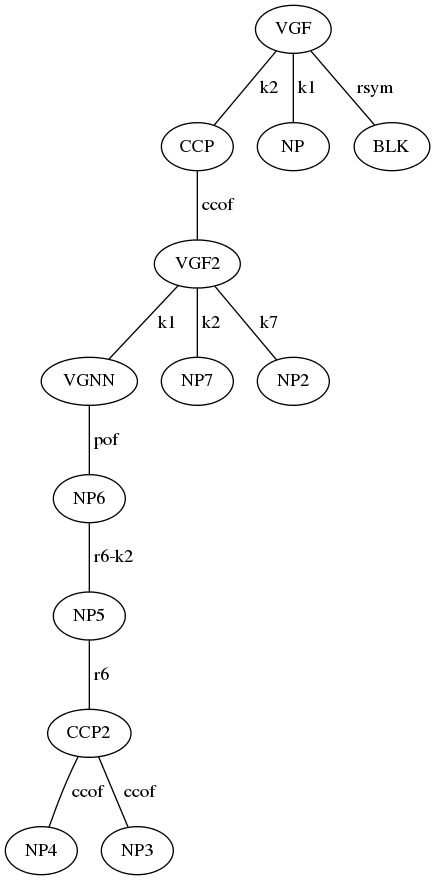 VGF
k2 k1 rsym
CCP NP BLK
ccof
VGF2
k1 k2 k7
VGNN NP7 NP2
pof
NP6
r6-k2
NP5
r6
CCP2
ccof ccof
NP4 NP3